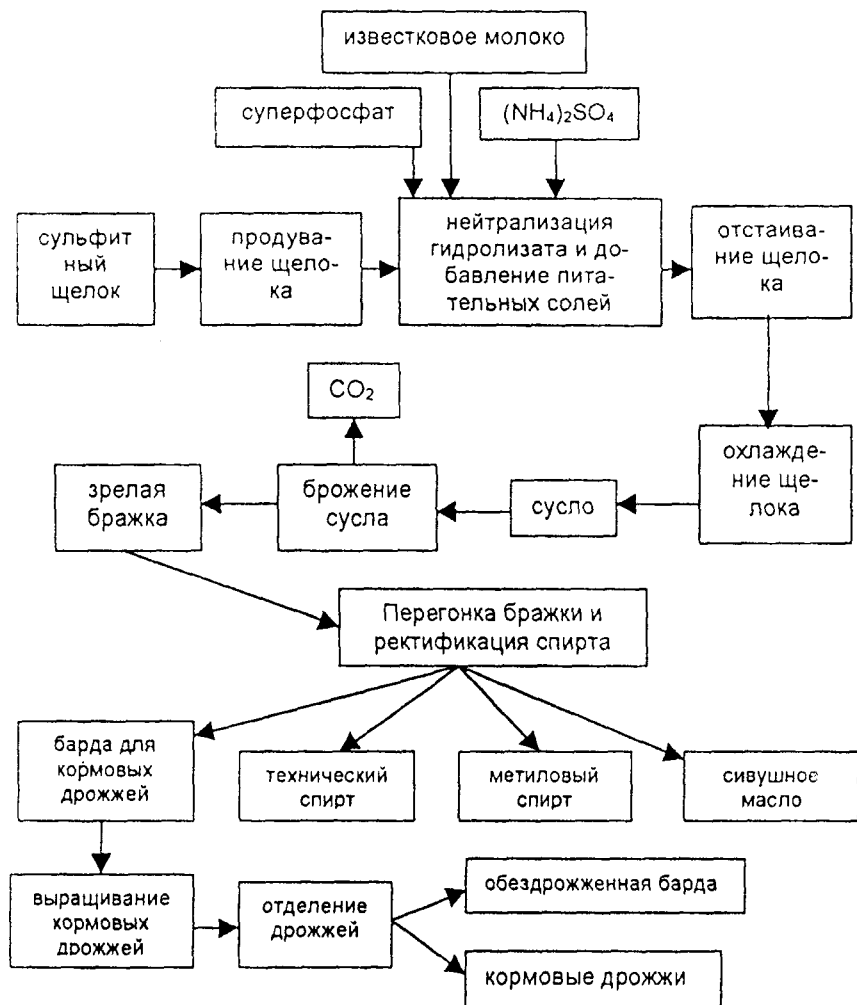 известковое молоко
суперфосфат
(NH₄)₂SO₄
сульфит
ный
щелок
продува-
ние щело-
ка
нейтрализация
гидролизата и до-
бавление пита-
тельных солей
отстаива-
ние щело-
ка
CO₂
зрелая
бражка
брожение
сусла
сусло
охлажде-
ние ще-
лока
Перегонка бражки и
ректификация спирта
барда для
кормовых
дрожжей
технический
спирт
метиловый
спирт
сивушное
масло
выращивание
кормовых
дрожжей
отделение
дрожжей
обездрожженная барда
кормовые дрожжи